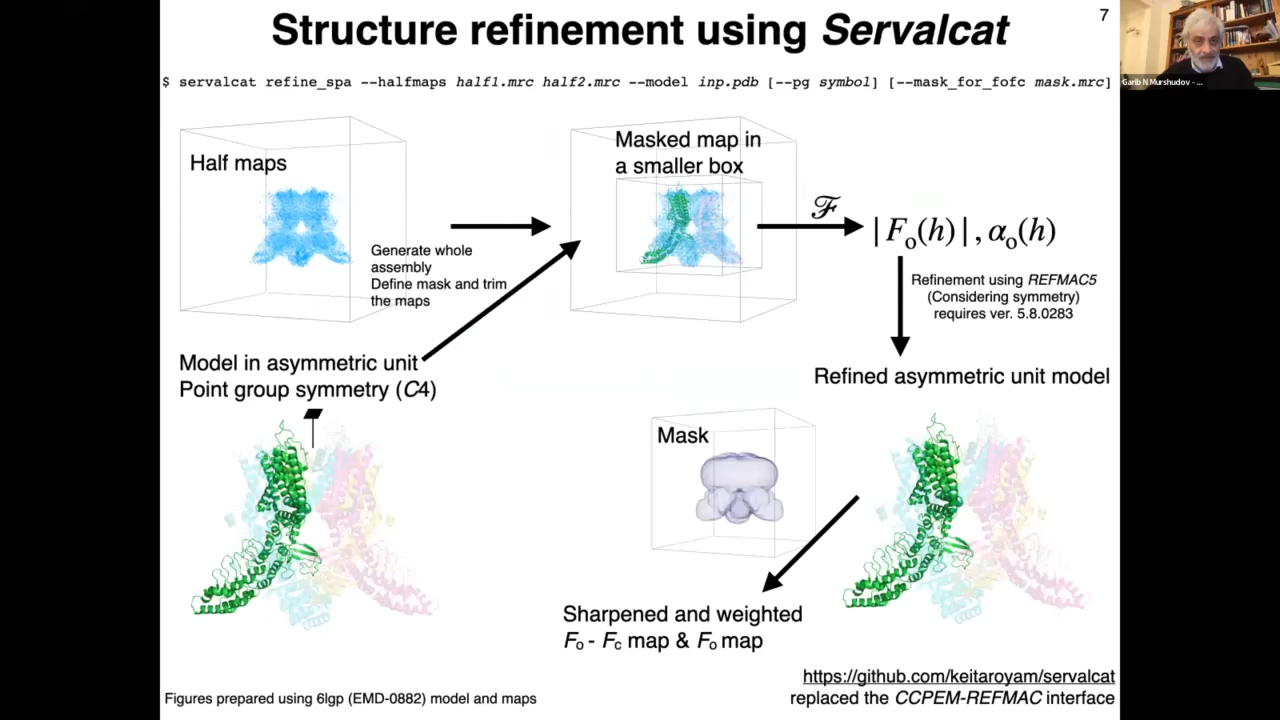 Structure refinement using Servalcat
7
$ servalcat refine_spa --halfmaps half1.mrc half2.mrc --model inp.pdb [--pg symbol] [--mask_for_fofc mask.mrc]
Garib N Murshudov - ...
Half maps
Generate whole
assembly
Define mask and trim
the maps
Masked map in
a smaller box
ℱ
|Fo(h)|, αo(h)
Refinement using REFMAC5
(Considering symmetry)
requires ver. 5.8.0283
Model in asymmetric unit
Point group symmetry (C4)
Refined asymmetric unit model
Mask
Sharpened and weighted
Fo - Fc map & Fo map
https://github.com/keitaroyam/servalcat
replaced the CCPEM-REFMAC interface
Figures prepared using 6lgp (EMD-0882) model and maps